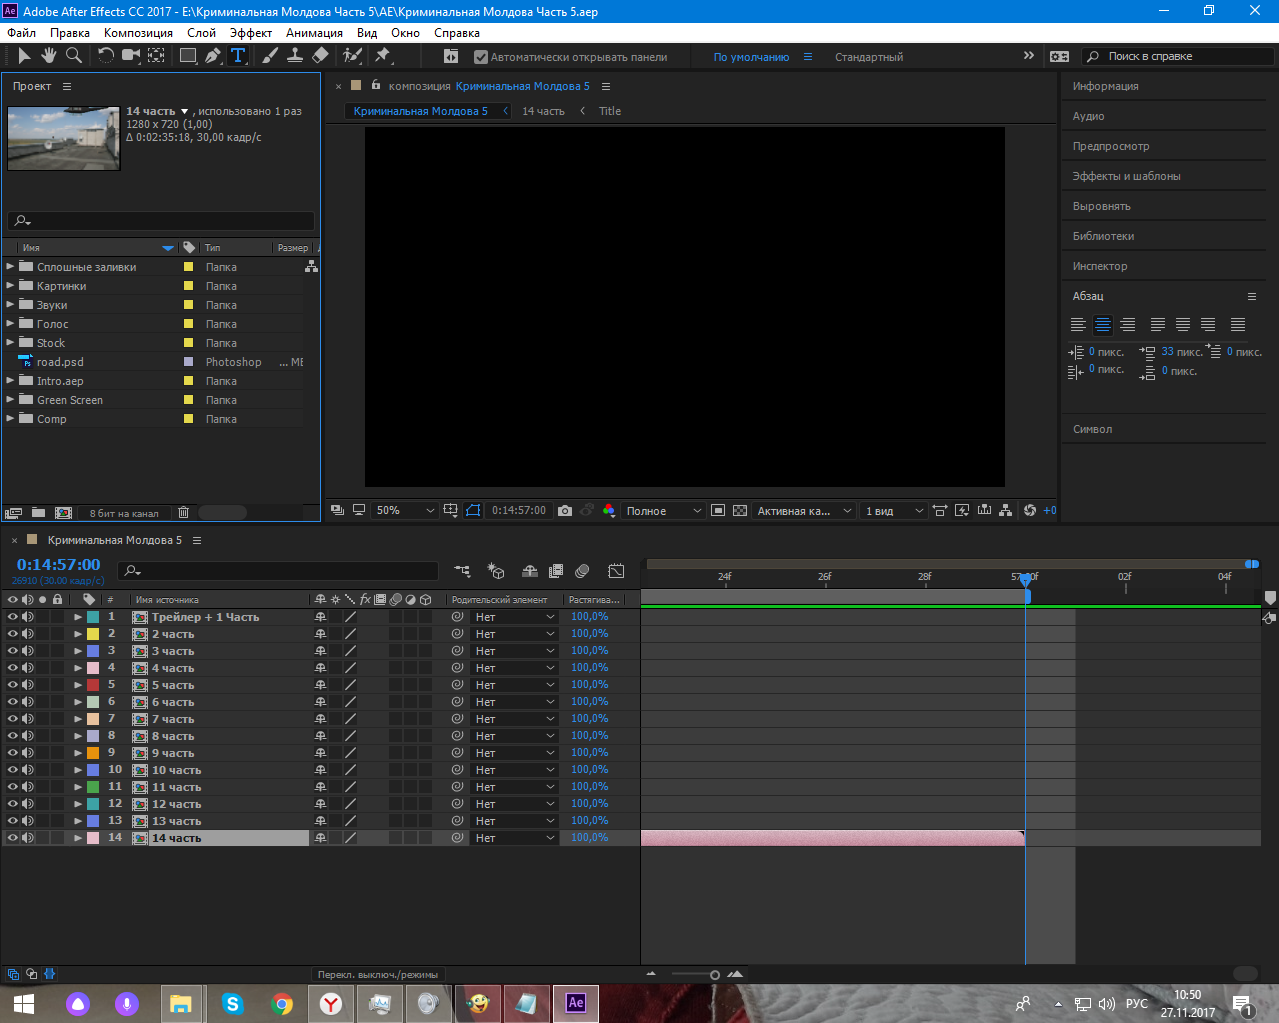 Adobe After Effects CC 2017 - E:\Криминальная Молдова Часть 5\AE\Криминальная Молдова Часть 5.aep
Файл Правка Композиция Слой Эффект Анимация Вид Окно Справка
Автоматически открывать панели По умолчанию Стандартный Поиск в справке
Проект
14 часть , использовано 1 раз
1280 x 720 (1,00)
Δ 0:02:35:18, 30,00 кадр/с
Имя Тип Размер
Сплошные заливки Папка
Картинки Папка
Звуки Папка
Голос Папка
Stock Папка
road.psd Photoshop ... МЕ
Intro.aep Папка
Green Screen Папка
Comp Папка
8 бит на канал
композиция Криминальная Молдова 5
Криминальная Молдова 5 14 часть Title
50% 0:14:57:00 Полное Активная ка... 1 вид +0
Информация
Аудио
Предпросмотр
Эффекты и шаблоны
Выровнять
Библиотеки
Инспектор
Абзац
0 пикс. 33 пикс. 0 пикс.
0 пикс. 0 пикс.
Символ
Криминальная Молдова 5
0:14:57:00
26910 (30.00 кадр/с)
24f 26f 28f 57:00f 02f 04f
# Имя источника fx Родительский элемент Растягива...
1 Трейлер + 1 Часть Нет 100,0%
2 2 часть Нет 100,0%
3 3 часть Нет 100,0%
4 4 часть Нет 100,0%
5 5 часть Нет 100,0%
6 6 часть Нет 100,0%
7 7 часть Нет 100,0%
8 8 часть Нет 100,0%
9 9 часть Нет 100,0%
10 10 часть Нет 100,0%
11 11 часть Нет 100,0%
12 12 часть Нет 100,0%
13 13 часть Нет 100,0%
14 14 часть Нет 100,0%
Перекл. выключ./режимы
РУС 10:50
27.11.2017 1